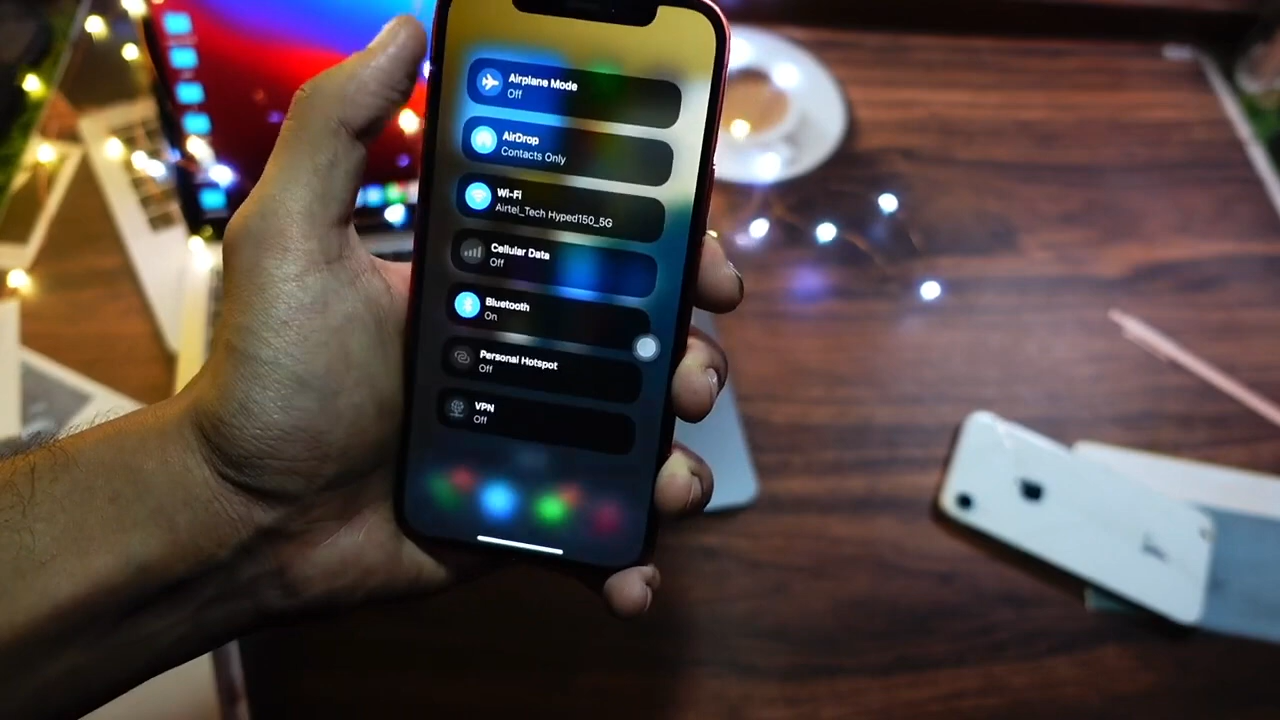 Airplane Mode
Off
AirDrop
Contacts Only
Wi-Fi
Airtel_Tech Hyped150_5G
Cellular Data
Off
Bluetooth
On
Personal Hotspot
Off
VPN
Off